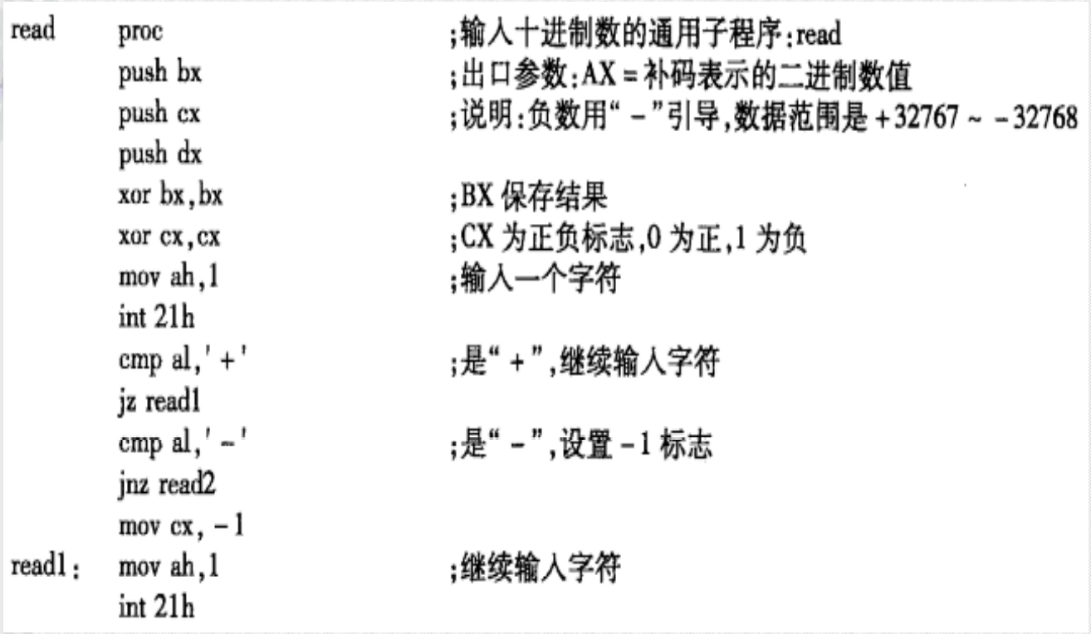 read proc ;输入十进制数的通用子程序:read
push bx ;出口参数:AX=补码表示的二进制数值
push cx ;说明:负数用“-”引导,数据范围是+32767~-32768
push dx
xor bx,bx ;BX保存结果
xor cx,cx ;CX为正负标志,0为正,1为负
mov ah,1 ;输入一个字符
int 21h
cmp al,'+' ;是“+”,继续输入字符
jz read1
cmp al,'-' ;是“-”,设置-1标志
jnz read2
mov cx, -1
read1: mov ah,1 ;继续输入字符
int 21h